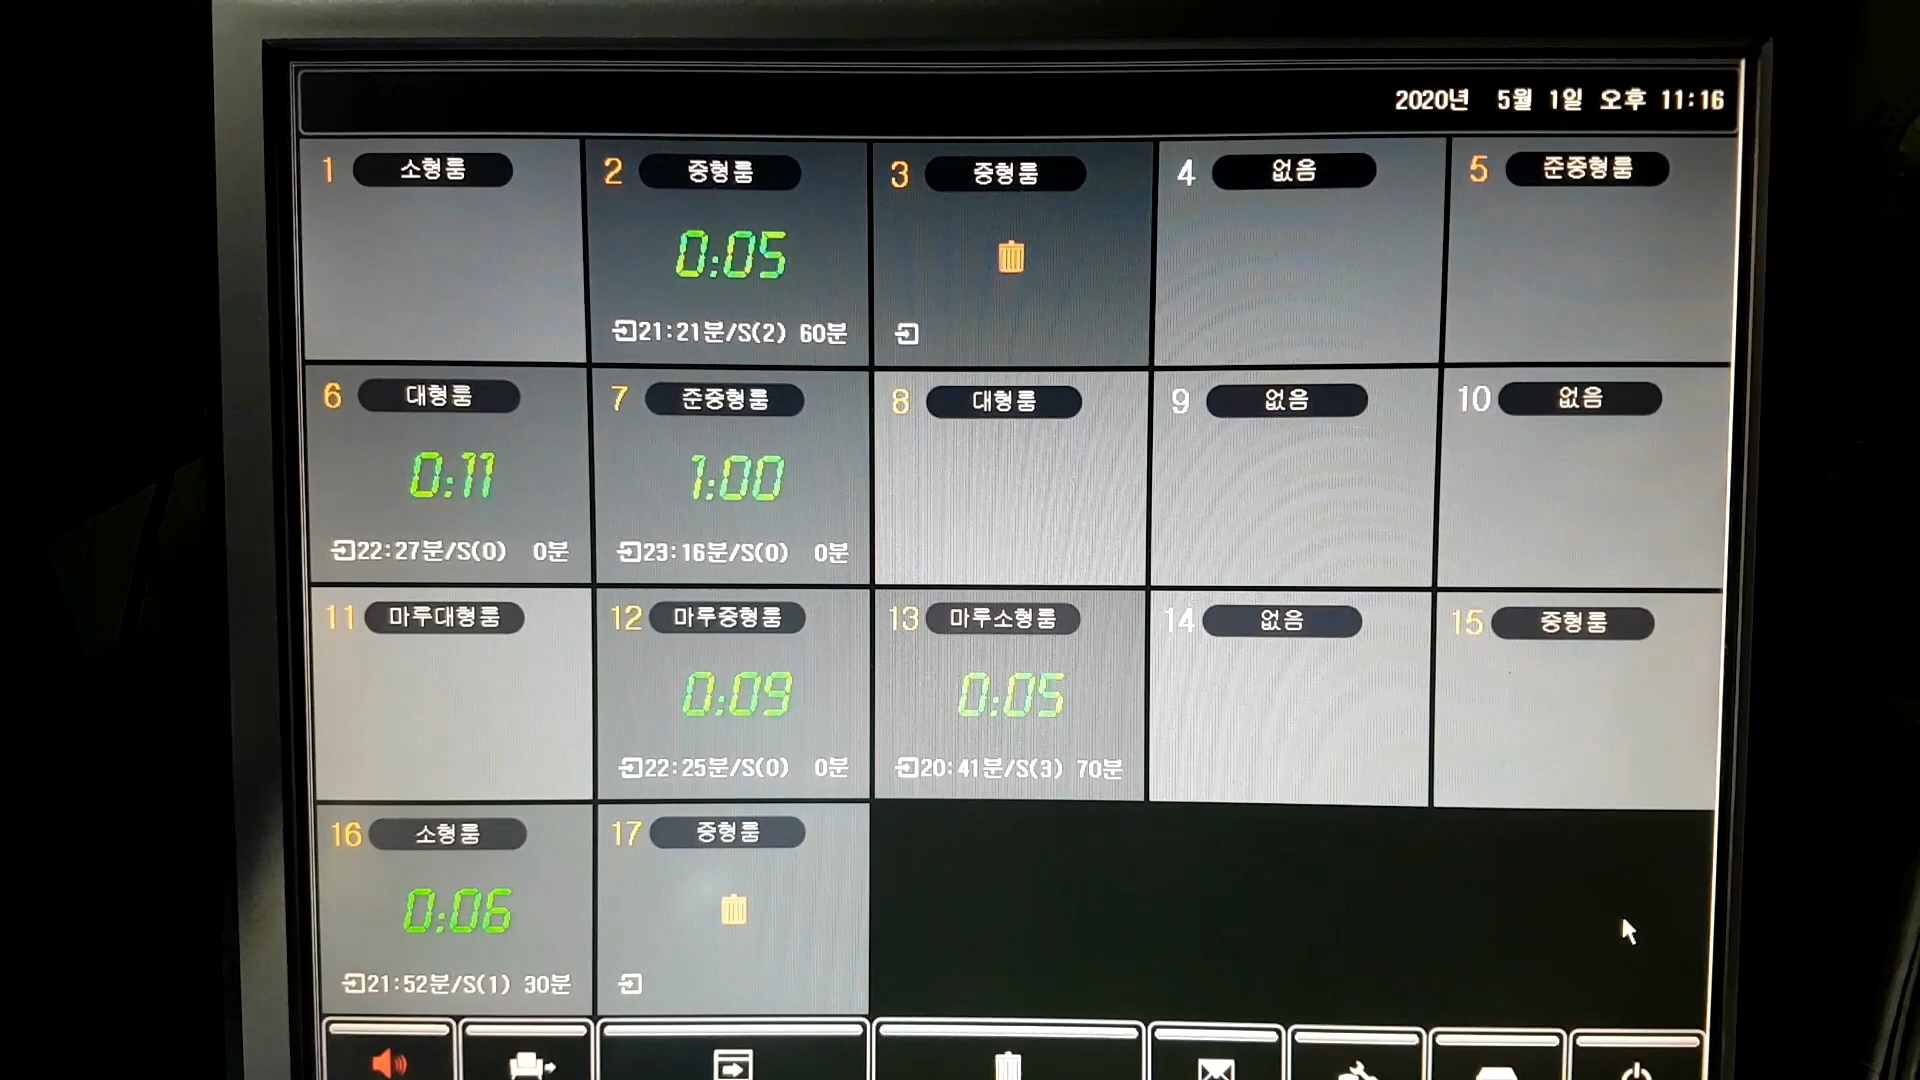 2020년 5월 1일 오후 11:16
1 소형룸
2 중형룸
0:05
21:21분/S(2) 60분
3 중형룸
4 없음
5 준중형룸
6 대형룸
0:11
22:27분/S(0) 0분
7 준중형룸
1:00
23:16분/S(0) 0분
8 대형룸
9 없음
10 없음
11 마루대형룸
12 마루중형룸
0:09
22:25분/S(0) 0분
13 마루소형룸
0:05
20:41분/S(3) 70분
14 없음
15 중형룸
16 소형룸
0:06
21:52분/S(1) 30분
17 중형룸